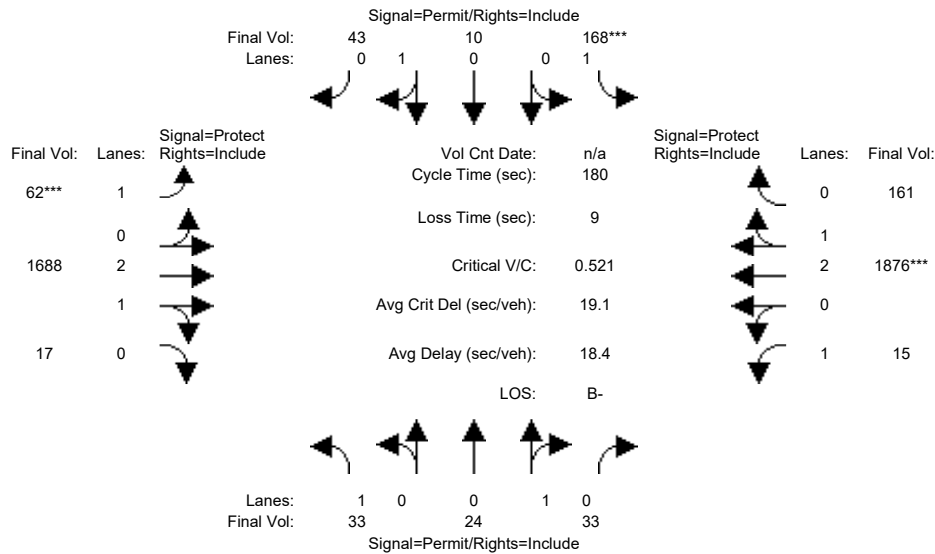 Signal=Permit/Rights=Include
Final Vol: 43 10 168***
Lanes: 0 1 0 0 1
Signal=Protect
Final Vol: Lanes: Rights=Include
Vol Cnt Date: n/a
Signal=Protect
Rights=Include Lanes: Final Vol:
Cycle Time (sec): 180
62*** 1
0 161
Loss Time (sec): 9
0
1
1688 2
Critical V/C: 0.521
2 1876***
1
Avg Crit Del (sec/veh): 19.1
0
17 0
Avg Delay (sec/veh): 18.4
1 15
LOS: B-
Lanes: 1 0 0 1 0
Final Vol: 33 24 33
Signal=Permit/Rights=Include